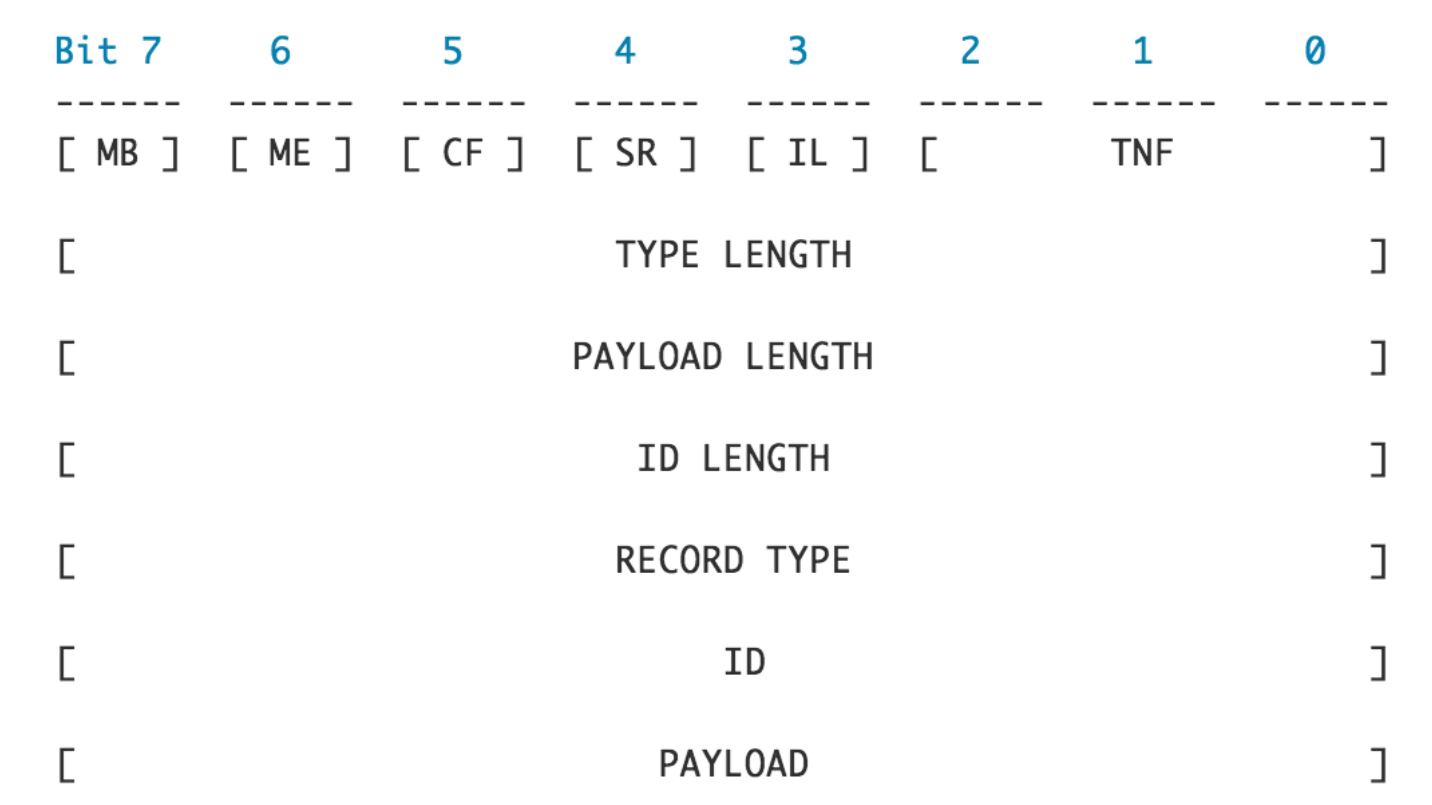 Bit 7 6 5 4 3 2 1 0
------ ------ ------ ------ ------ ------ ------ ------
[ MB ] [ ME ] [ CF ] [ SR ] [ IL ] [ TNF ]
[ TYPE LENGTH ]
[ PAYLOAD LENGTH ]
[ ID LENGTH ]
[ RECORD TYPE ]
[ ID ]
[ PAYLOAD ]